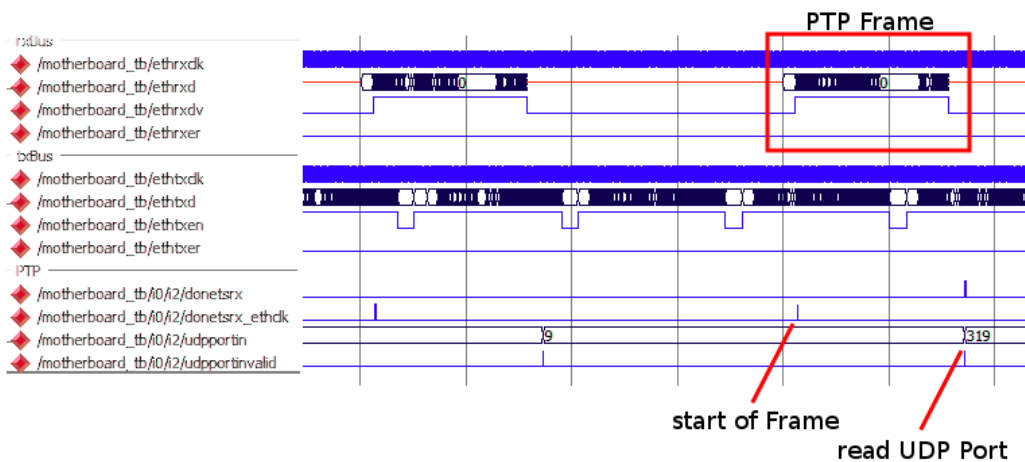 PTP Frame
rxBus
/motherboard_tb/ethrxclk
/motherboard_tb/ethrxd
0
0
/motherboard_tb/ethrxdv
/motherboard_tb/ethrxer
txBus
/motherboard_tb/ethtxclk
/motherboard_tb/ethtxd
/motherboard_tb/ethtxen
/motherboard_tb/ethtxer
PTP
/motherboard_tb/i0/i2/donetsrx
/motherboard_tb/i0/i2/donetsrx_ethclk
/motherboard_tb/i0/i2/udpportin
9
319
/motherboard_tb/i0/i2/udpportinvalid
start of Frame
read UDP Port